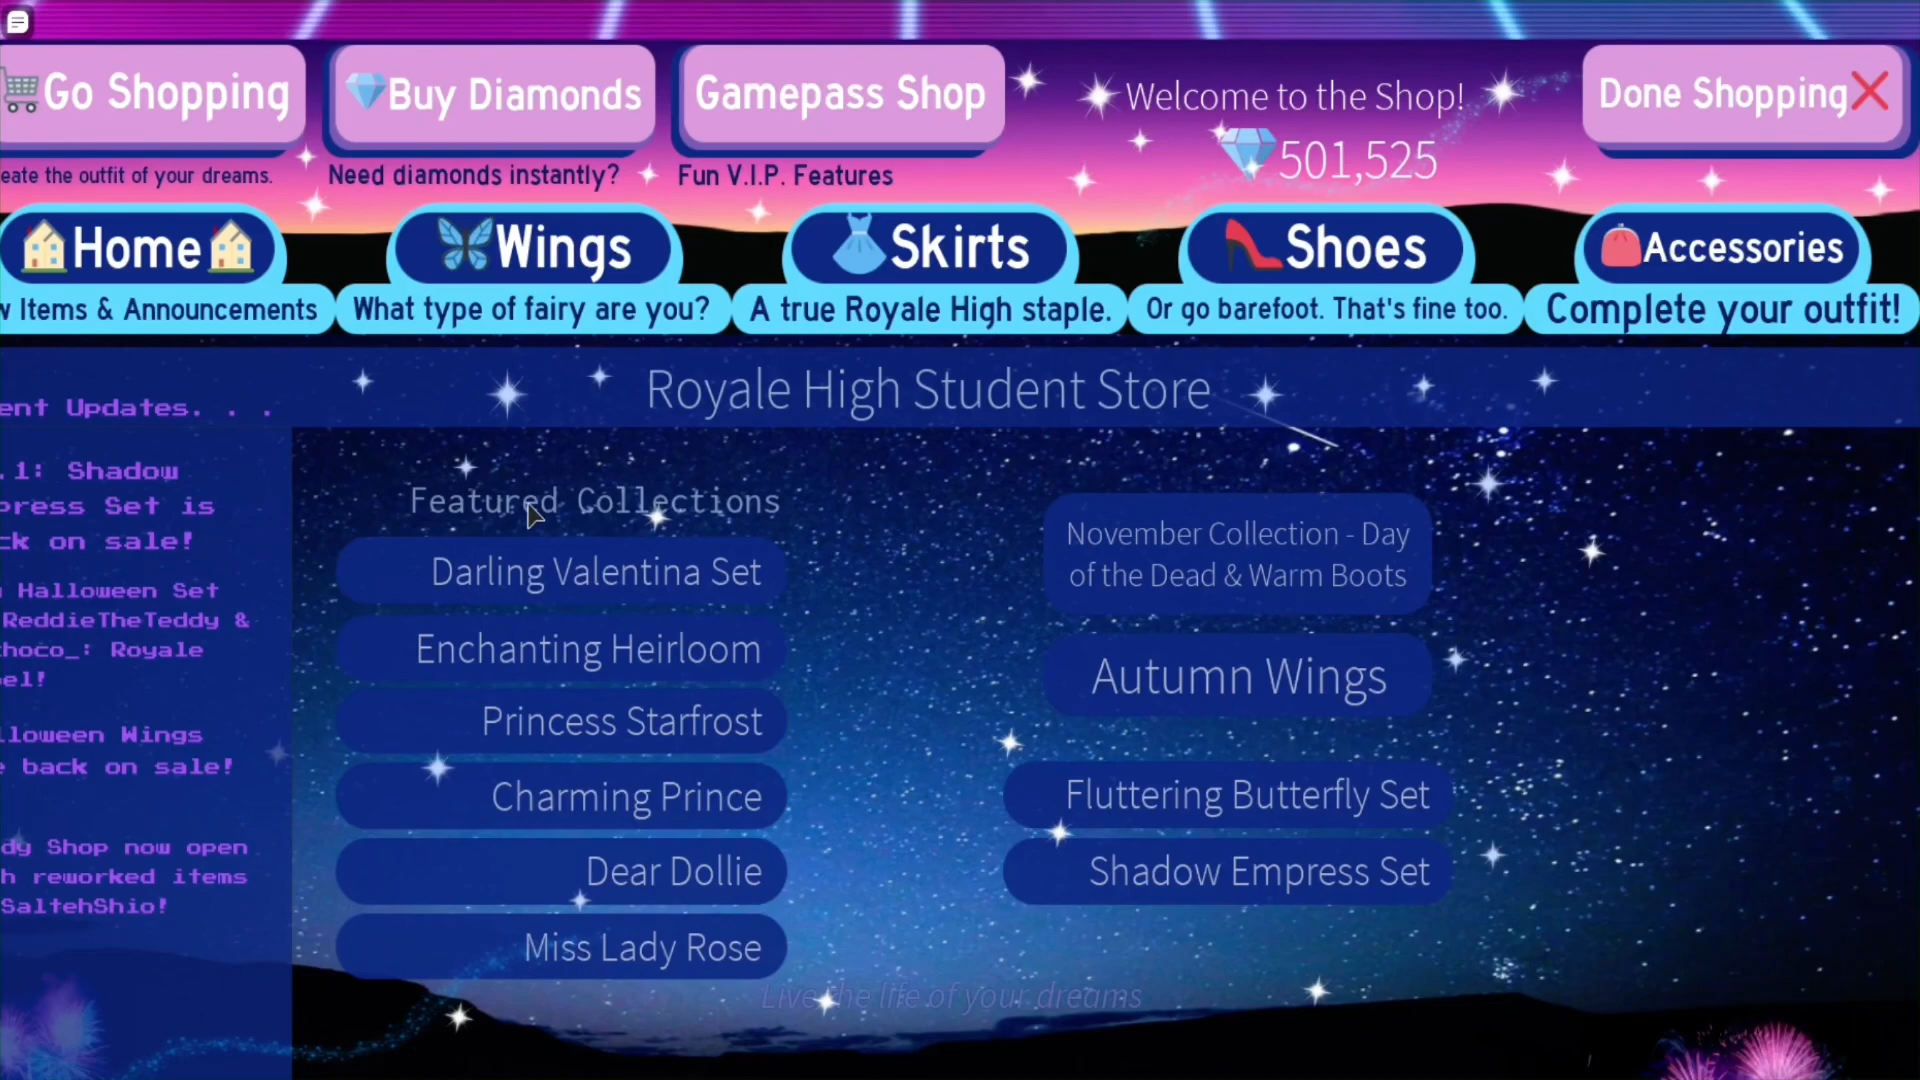 Go Shopping
Buy Diamonds
Gamepass Shop
Welcome to the Shop!
Done Shopping
501,525
eate the outfit of your dreams.
Need diamonds instantly?
Fun V.I.P. Features
Home
Wings
Skirts
Shoes
Accessories
w Items & Announcements
What type of fairy are you?
A true Royale High staple.
Or go barefoot. That's fine too.
Complete your outfit!
Royale High Student Store
ent Updates. . .
.1: Shadow
press Set is
ck on sale!
Halloween Set
ReddieTheTeddy &
choco_: Royale
el!
lloween Wings
e back on sale!
dy Shop now open
h reworked items
SaltehShio!
Featured Collections
Darling Valentina Set
Enchanting Heirloom
Princess Starfrost
Charming Prince
Dear Dollie
Miss Lady Rose
November Collection - Day
of the Dead & Warm Boots
Autumn Wings
Fluttering Butterfly Set
Shadow Empress Set
Live the life of your dreams